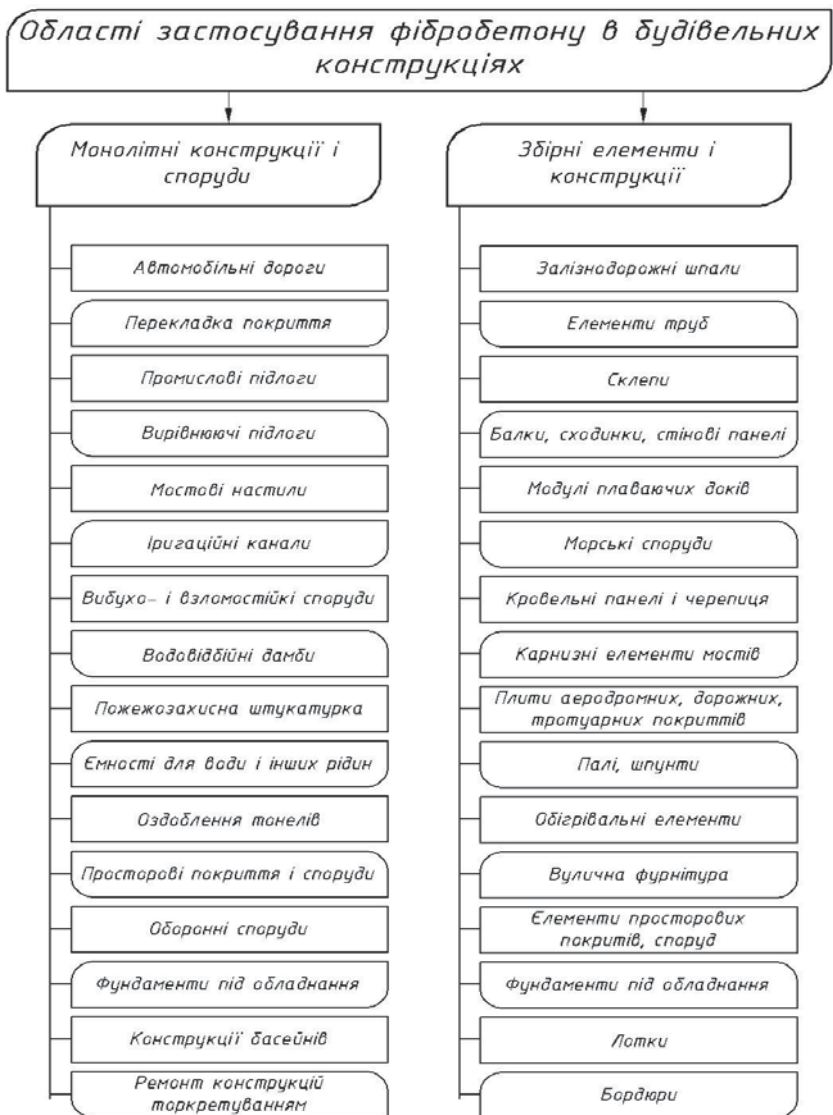 Області застосування фібробетону в будівельних
конструкціях
Монолітні конструкції і
споруди
Автомобільні дороги
Перекладка покриття
Промислові підлоги
Вирівнюючі підлоги
Мостові настили
Іригаційні канали
Вибухо- і взломостійкі споруди
Водовідбійні дамби
Пожежозахисна штукатурка
Ємності для води і інших рідин
Оздоблення тонелів
Просторові покриття і споруди
Оборонні споруди
Фундаменти під обладнання
Конструкції басейнів
Ремонт конструкцій
торкретуванням
Збірні елементи і
конструкції
Залізнодорожні шпали
Елементи труб
Склепи
Балки, сходинки, стінові панелі
Модулі плаваючих доків
Морські споруди
Кровельні панелі і черепиця
Карнизні елементи мостів
Плити аеродромних, дорожних,
тротуарних покриттів
Палі, шпунти
Обігрівальні елементи
Вулична фурнітура
Елементи просторових
покритів, споруд
Фундаменти під обладнання
Лотки
Бордюри